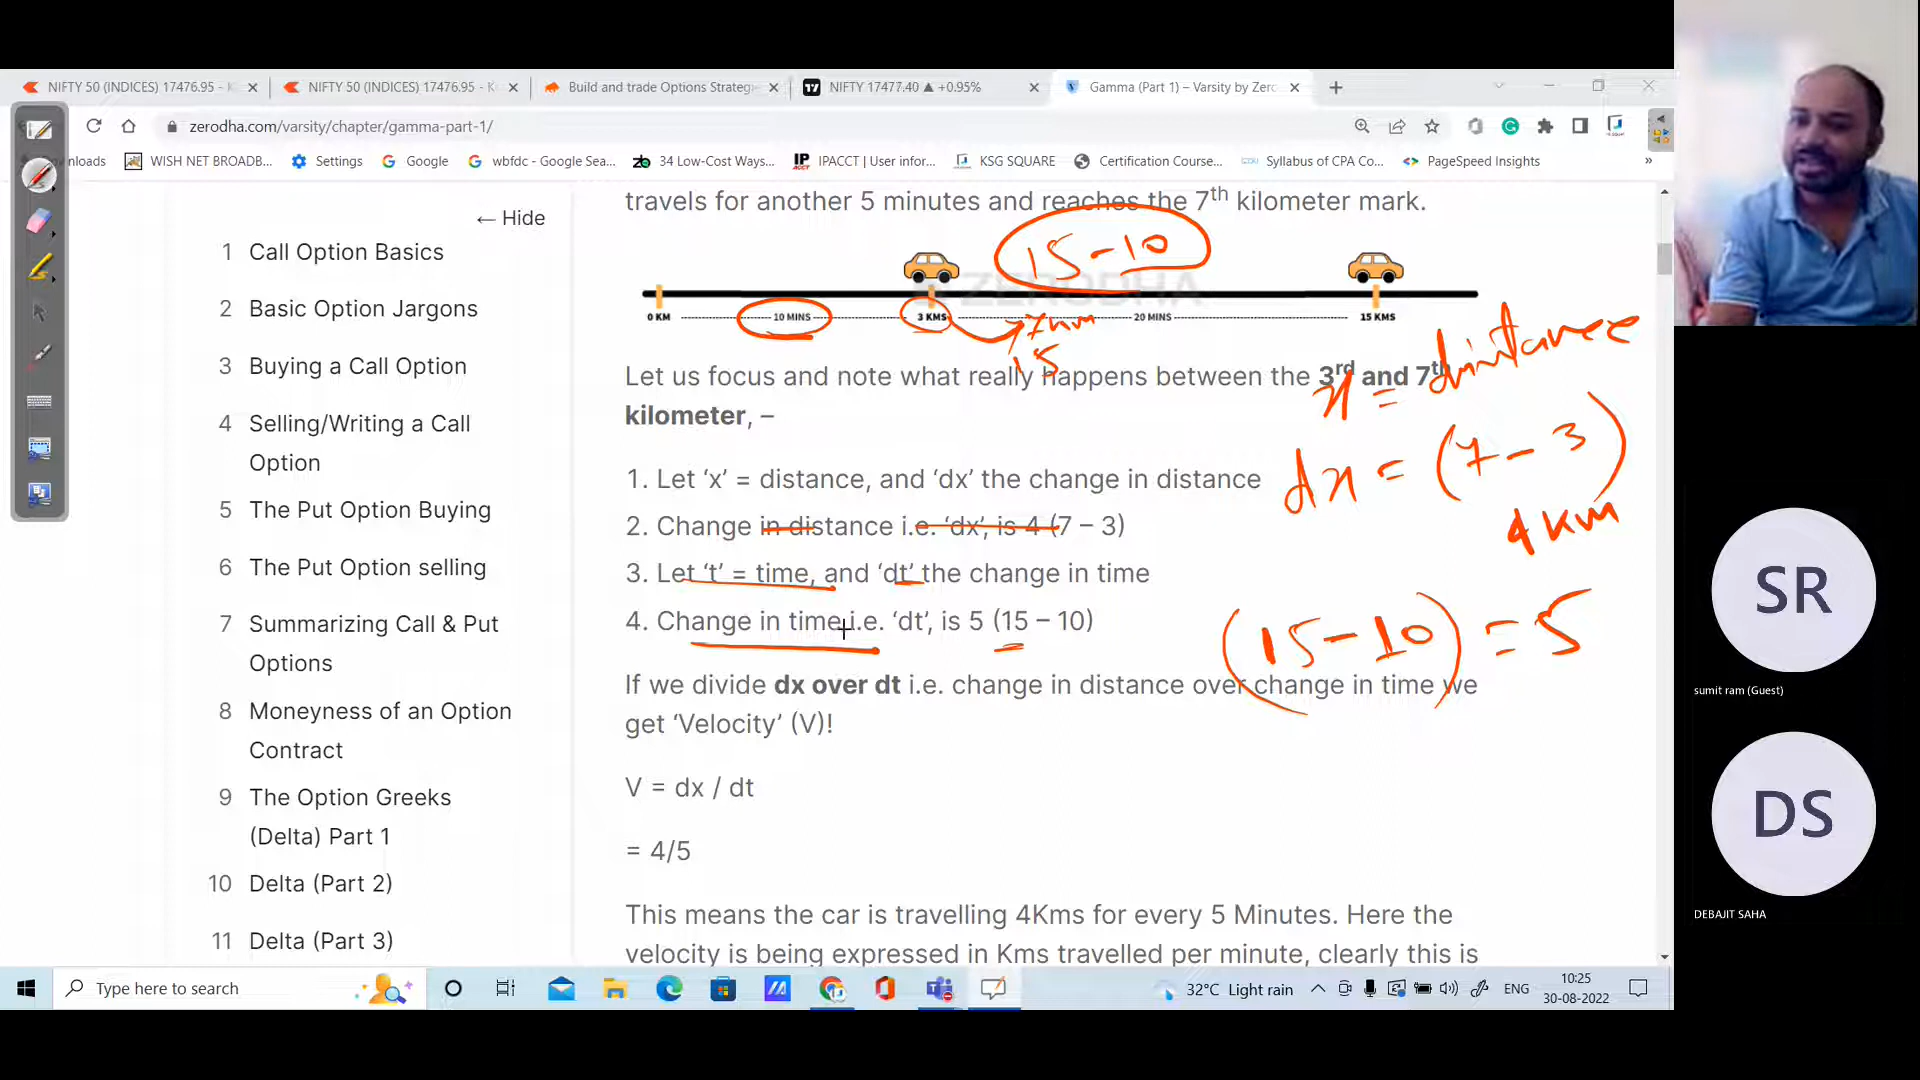 NIFTY 50 (INDICES) 17476.95 - K
NIFTY 50 (INDICES) 17476.95 - K
Build and trade Options Strategi
NIFTY 17477.40 ▲ +0.95%
Gamma (Part 1) – Varsity by Zero
zerodha.com/varsity/chapter/gamma-part-1/
wnloads
WISH NET BROADB...
Settings
Google
wbfdc - Google Sea...
34 Low-Cost Ways...
IPACCT | User infor...
KSG SQUARE
Certification Course...
Syllabus of CPA Co...
PageSpeed Insights
»
← Hide
1 Call Option Basics
2 Basic Option Jargons
3 Buying a Call Option
4 Selling/Writing a Call
Option
5 The Put Option Buying
6 The Put Option selling
7 Summarizing Call & Put
Options
8 Moneyness of an Option
Contract
9 The Option Greeks
(Delta) Part 1
10 Delta (Part 2)
11 Delta (Part 3)
travels for another 5 minutes and reaches the 7th kilometer mark.
15-10
ZERODHA
0 KM
10 MINS
3 KMS
20 MINS
15 KMS
7km
15
Let us focus and note what really happens between the 3rd and 7th
kilometer, –
x = distance
dx = (7-3)
4 km
1. Let ‘x’ = distance, and ‘dx’ the change in distance
2. Change in distance i.e. ‘dx’, is 4 (7 – 3)
3. Let ‘t’ = time, and ‘dt’ the change in time
4. Change in time i.e. ‘dt’, is 5 (15 – 10)
(15-10) = 5
If we divide dx over dt i.e. change in distance over change in time we
get ‘Velocity’ (V)!
V = dx / dt
= 4/5
This means the car is travelling 4Kms for every 5 Minutes. Here the
velocity is being expressed in Kms travelled per minute, clearly this is
SR
sumit ram (Guest)
DS
DEBAJIT SAHA
Type here to search
32°C Light rain
ENG
10:25
30-08-2022